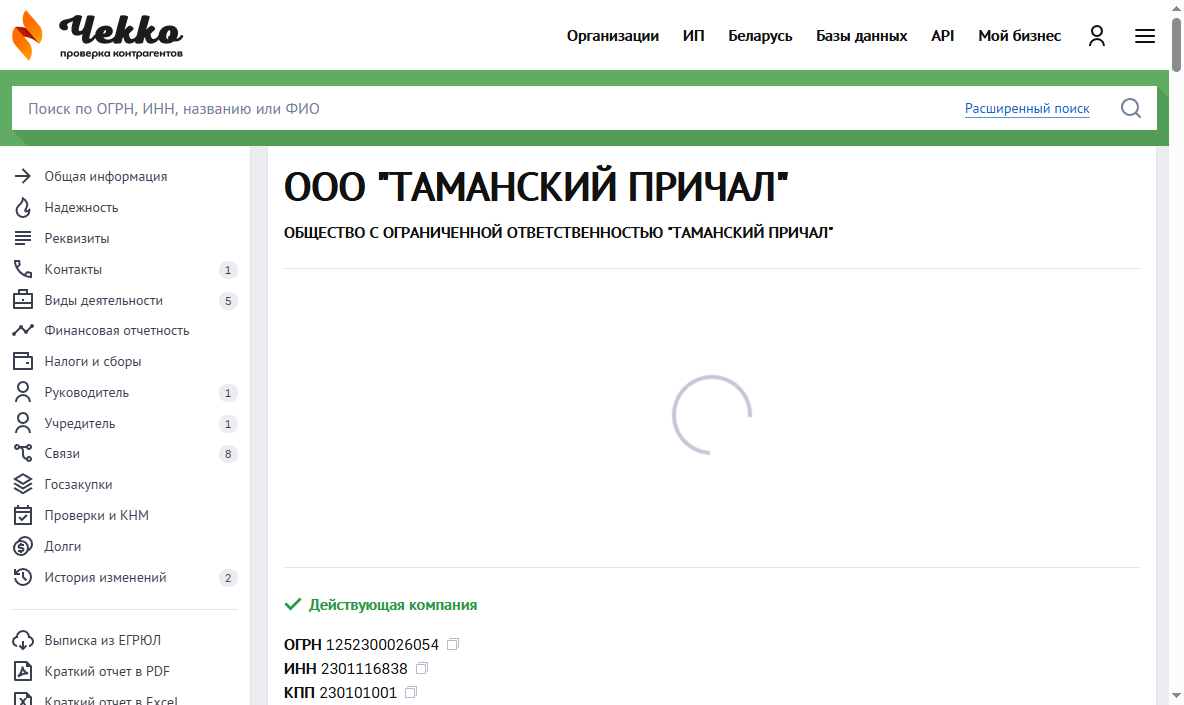 Чекко
проверка контрагентов
Организации ИП Беларусь Базы данных API Мой бизнес
Поиск по ОГРН, ИНН, названию или ФИО Расширенный поиск
Общая информация
Надежность
Реквизиты
Контакты 1
Виды деятельности 5
Финансовая отчетность
Налоги и сборы
Руководитель 1
Учредитель 1
Связи 8
Госзакупки
Проверки и КНМ
Долги
История изменений 2
Выписка из ЕГРЮЛ
Краткий отчет в PDF
Краткий отчет в Excel
ООО "ТАМАНСКИЙ ПРИЧАЛ"
ОБЩЕСТВО С ОГРАНИЧЕННОЙ ОТВЕТСТВЕННОСТЬЮ "ТАМАНСКИЙ ПРИЧАЛ"
Действующая компания
ОГРН 1252300026054
ИНН 2301116838
КПП 230101001